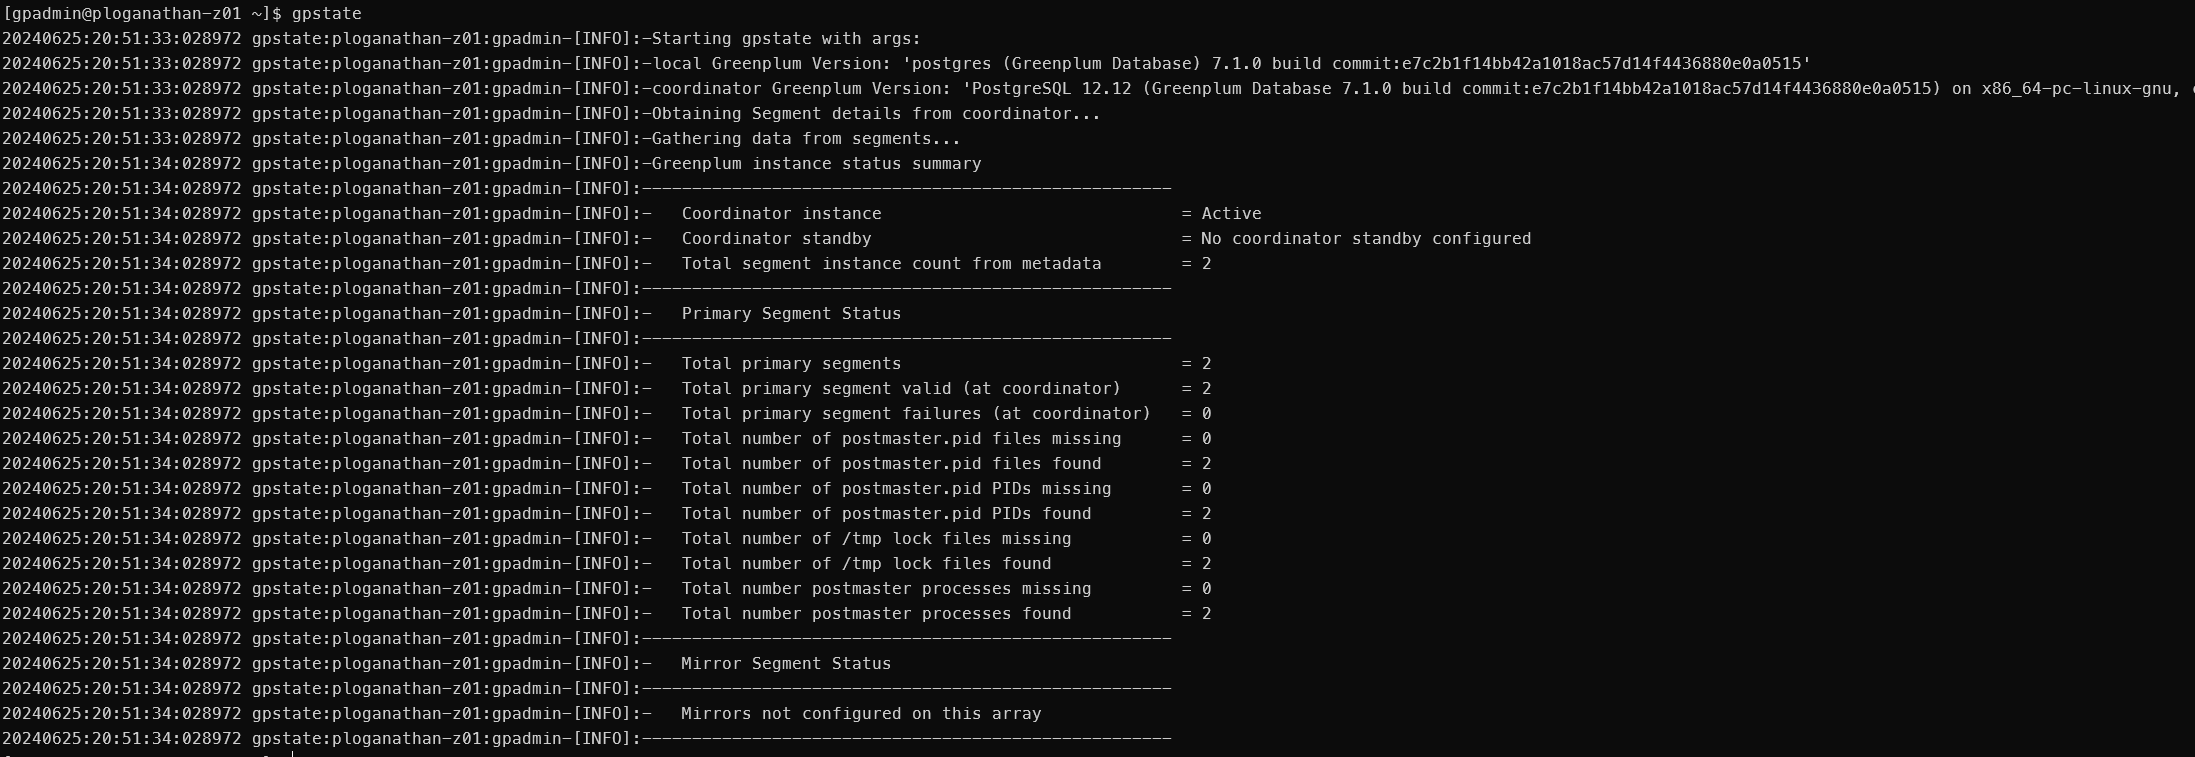 [gpadmin@ploganathan-z01 ~]$ gpstate
20240625:20:51:33:028972 gpstate:ploganathan-z01:gpadmin-[INFO]:-Starting gpstate with args:
20240625:20:51:33:028972 gpstate:ploganathan-z01:gpadmin-[INFO]:-local Greenplum Version: 'postgres (Greenplum Database) 7.1.0 build commit:e7c2b1f14bb42a1018ac57d14f4436880e0a0515'
20240625:20:51:33:028972 gpstate:ploganathan-z01:gpadmin-[INFO]:-coordinator Greenplum Version: 'PostgreSQL 12.12 (Greenplum Database 7.1.0 build commit:e7c2b1f14bb42a1018ac57d14f4436880e0a0515) on x86_64-pc-linux-gnu,
20240625:20:51:33:028972 gpstate:ploganathan-z01:gpadmin-[INFO]:-Obtaining Segment details from coordinator...
20240625:20:51:33:028972 gpstate:ploganathan-z01:gpadmin-[INFO]:-Gathering data from segments...
20240625:20:51:34:028972 gpstate:ploganathan-z01:gpadmin-[INFO]:-Greenplum instance status summary
20240625:20:51:34:028972 gpstate:ploganathan-z01:gpadmin-[INFO]:-----------------------------------------------------
20240625:20:51:34:028972 gpstate:ploganathan-z01:gpadmin-[INFO]:-   Coordinator instance                              = Active
20240625:20:51:34:028972 gpstate:ploganathan-z01:gpadmin-[INFO]:-   Coordinator standby                               = No coordinator standby configured
20240625:20:51:34:028972 gpstate:ploganathan-z01:gpadmin-[INFO]:-   Total segment instance count from metadata        = 2
20240625:20:51:34:028972 gpstate:ploganathan-z01:gpadmin-[INFO]:-----------------------------------------------------
20240625:20:51:34:028972 gpstate:ploganathan-z01:gpadmin-[INFO]:-   Primary Segment Status
20240625:20:51:34:028972 gpstate:ploganathan-z01:gpadmin-[INFO]:-----------------------------------------------------
20240625:20:51:34:028972 gpstate:ploganathan-z01:gpadmin-[INFO]:-   Total primary segments                            = 2
20240625:20:51:34:028972 gpstate:ploganathan-z01:gpadmin-[INFO]:-   Total primary segment valid (at coordinator)      = 2
20240625:20:51:34:028972 gpstate:ploganathan-z01:gpadmin-[INFO]:-   Total primary segment failures (at coordinator)   = 0
20240625:20:51:34:028972 gpstate:ploganathan-z01:gpadmin-[INFO]:-   Total number of postmaster.pid files missing      = 0
20240625:20:51:34:028972 gpstate:ploganathan-z01:gpadmin-[INFO]:-   Total number of postmaster.pid files found        = 2
20240625:20:51:34:028972 gpstate:ploganathan-z01:gpadmin-[INFO]:-   Total number of postmaster.pid PIDs missing       = 0
20240625:20:51:34:028972 gpstate:ploganathan-z01:gpadmin-[INFO]:-   Total number of postmaster.pid PIDs found         = 2
20240625:20:51:34:028972 gpstate:ploganathan-z01:gpadmin-[INFO]:-   Total number of /tmp lock files missing           = 0
20240625:20:51:34:028972 gpstate:ploganathan-z01:gpadmin-[INFO]:-   Total number of /tmp lock files found             = 2
20240625:20:51:34:028972 gpstate:ploganathan-z01:gpadmin-[INFO]:-   Total number postmaster processes missing         = 0
20240625:20:51:34:028972 gpstate:ploganathan-z01:gpadmin-[INFO]:-   Total number postmaster processes found           = 2
20240625:20:51:34:028972 gpstate:ploganathan-z01:gpadmin-[INFO]:-----------------------------------------------------
20240625:20:51:34:028972 gpstate:ploganathan-z01:gpadmin-[INFO]:-   Mirror Segment Status
20240625:20:51:34:028972 gpstate:ploganathan-z01:gpadmin-[INFO]:-----------------------------------------------------
20240625:20:51:34:028972 gpstate:ploganathan-z01:gpadmin-[INFO]:-   Mirrors not configured on this array
20240625:20:51:34:028972 gpstate:ploganathan-z01:gpadmin-[INFO]:-----------------------------------------------------